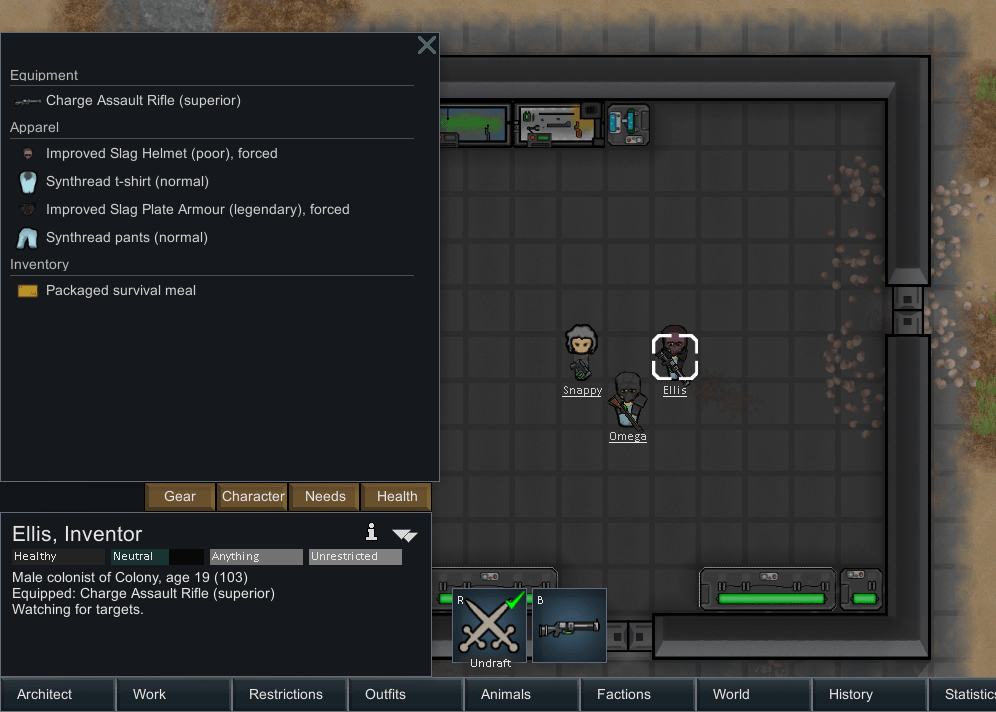 Equipment
Charge Assault Rifle (superior)
Apparel
Improved Slag Helmet (poor), forced
Synthread t-shirt (normal)
Improved Slag Plate Armour (legendary), forced
Synthread pants (normal)
Inventory
Packaged survival meal
Snappy
Ellis
Omega
Gear Character Needs Health
Ellis, Inventor
Healthy Neutral Anything Unrestricted
Male colonist of Colony, age 19 (103)
Equipped: Charge Assault Rifle (superior)
Watching for targets.
R B
Undraft
Architect Work Restrictions Outfits Animals Factions World History Statistics